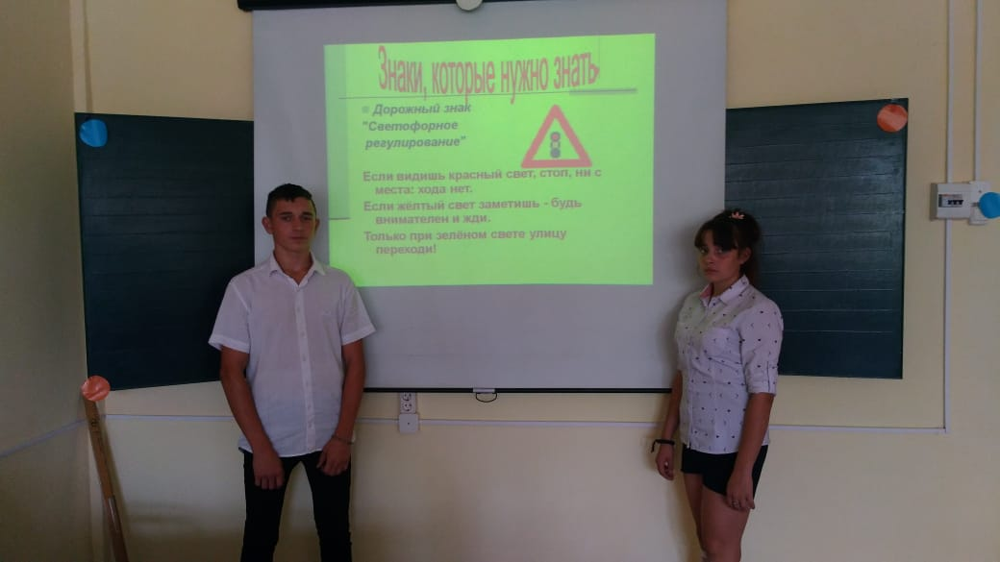 Знаки, которые нужно знать
Дорожный знак
"Светофорное
регулирование"
Если видишь красный свет, стоп, ни с
места: хода нет.
Если жёлтый свет заметишь - будь
внимателен и жди.
Только при зелёном свете улицу
переходи!